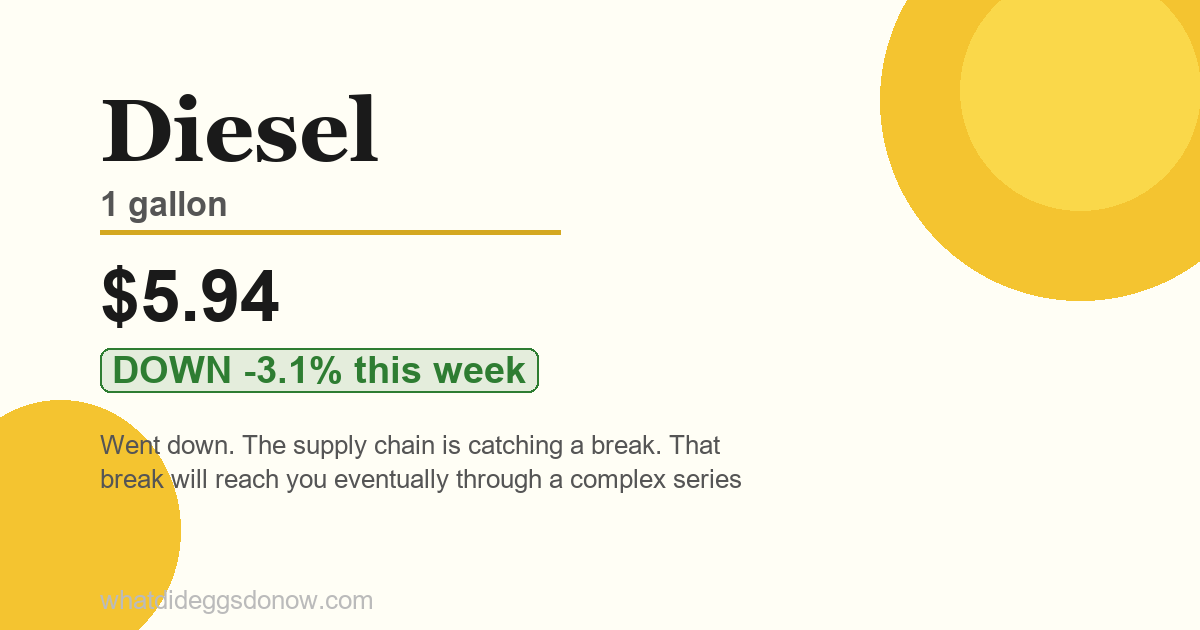 Diesel
1 gallon
$5.94
DOWN -3.1% this week
Went down. The supply chain is catching a break. That
break will reach you eventually through a complex series
whatdideggsdonow.com